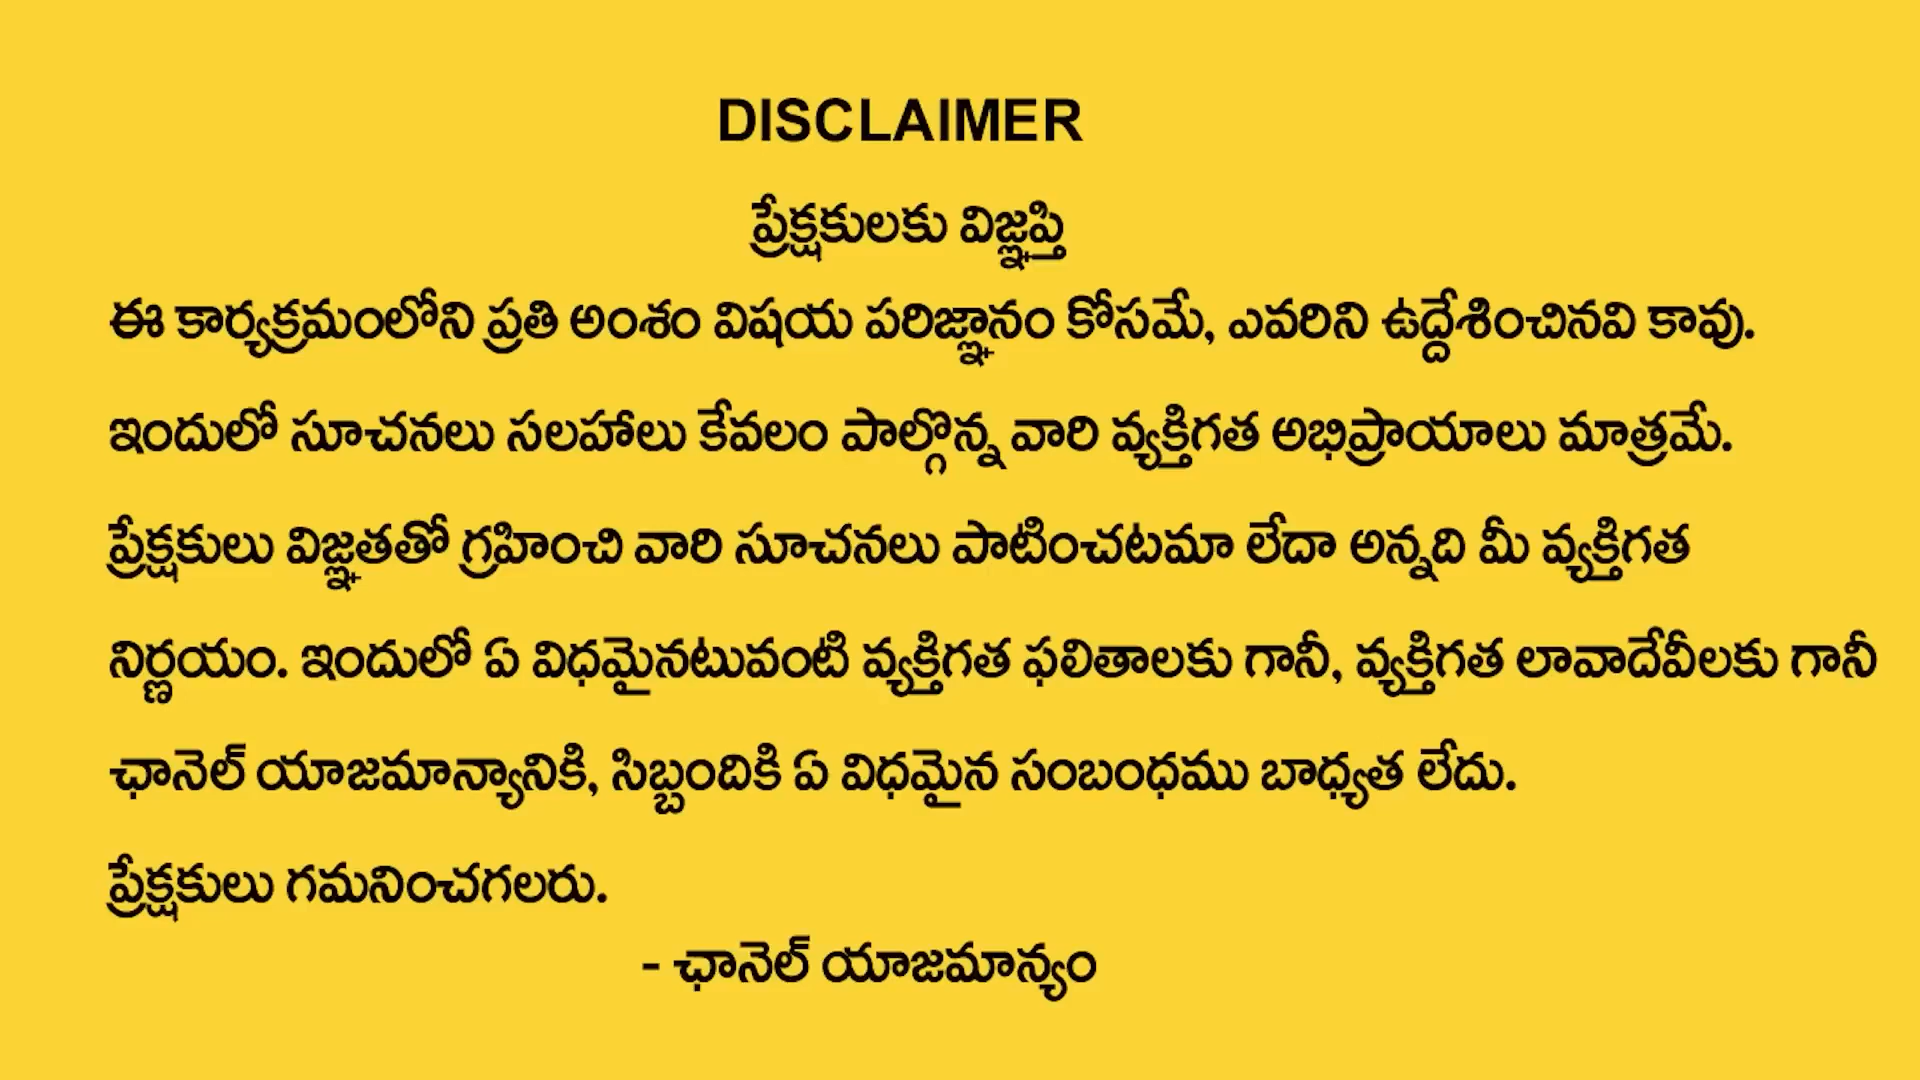 DISCLAIMER
ప్రేక్షకులకు విజ్ఞప్తి
ఈ కార్యక్రమంలోని ప్రతి అంశం విషయ పరిజ్ఞానం కోసమే, ఎవరిని ఉద్దేశించినవి కావు.
ఇందులో సూచనలు సలహాలు కేవలం పాల్గొన్న వారి వ్యక్తిగత అభిప్రాయాలు మాత్రమే.
ప్రేక్షకులు విజ్ఞతతో గ్రహించి వారి సూచనలు పాటించటమా లేదా అన్నది మీ వ్యక్తిగత
నిర్ణయం. ఇందులో ఏ విధమైనటువంటి వ్యక్తిగత ఫలితాలకు గానీ, వ్యక్తిగత లావాదేవీలకు గానీ
ఛానెల్ యాజమాన్యానికి, సిబ్బందికి ఏ విధమైన సంబంధము బాధ్యత లేదు.
ప్రేక్షకులు గమనించగలరు.
- ఛానెల్ యాజమాన్యం